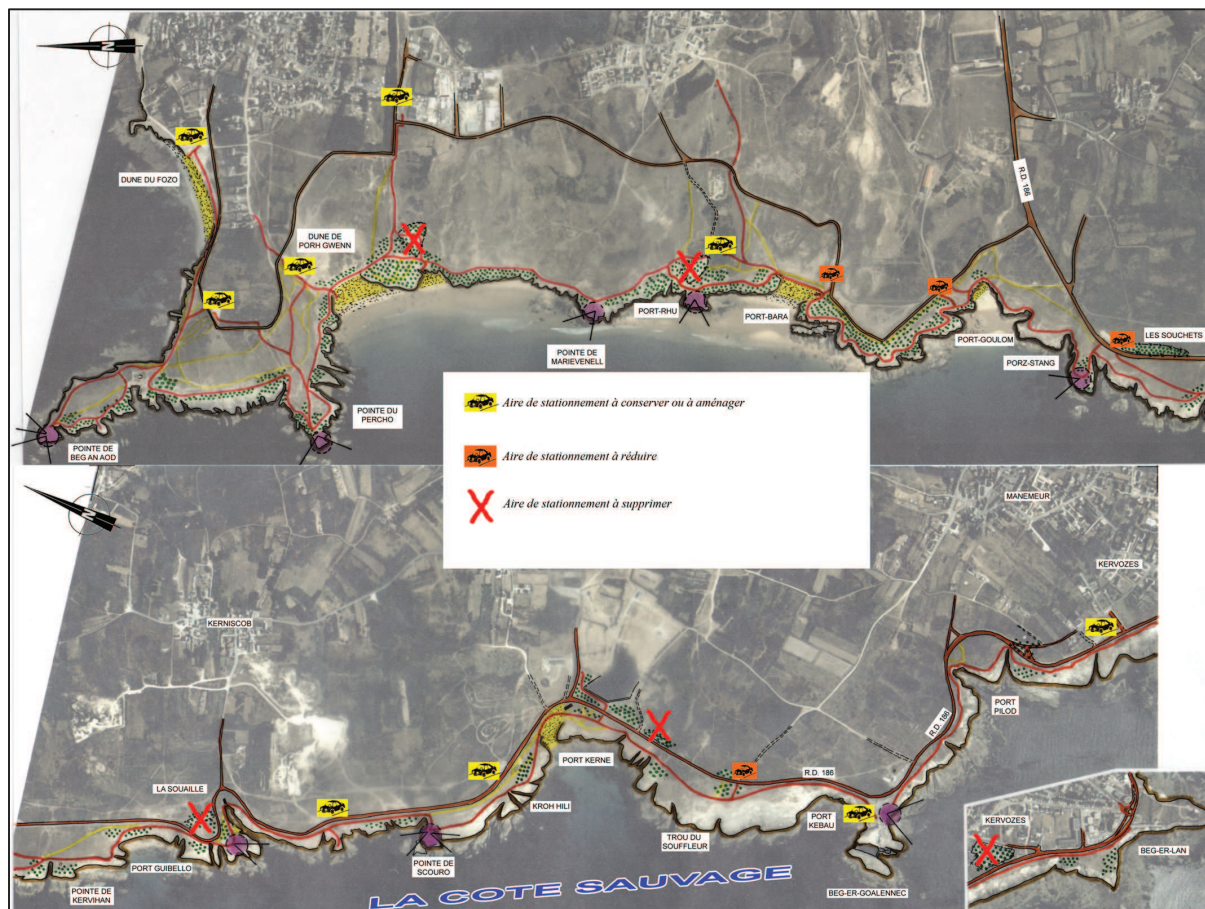 N
DUNE DU FOZO
DUNE DE
PORH GWENN
R.D. 186
PORT-RHU
PORT-BARA
PORT-GOULOM
LES SOUCHETS
PORZ-STANG
POINTE DE
MARIEVENELL
POINTE DU
PERCHO
POINTE DE
BEG AN AOD
Aire de stationnement à conserver ou à aménager
Aire de stationnement à réduire
Aire de stationnement à supprimer
N
MANEMEUR
KERVOZES
KERNISCOB
PORT
PILOD
R.D. 186
R.D. 186
PORT KERNE
LA SOUAILLE
KROH HILI
PORT
KEBAU
TROU DU
SOUFFLEUR
KERVOZES
BEG-ER-LAN
PORT GUIBELLO
POINTE DE
SCOURO
POINTE DE
KERVIHAN
BEG-ER-GOALENNEC
LA COTE SAUVAGE